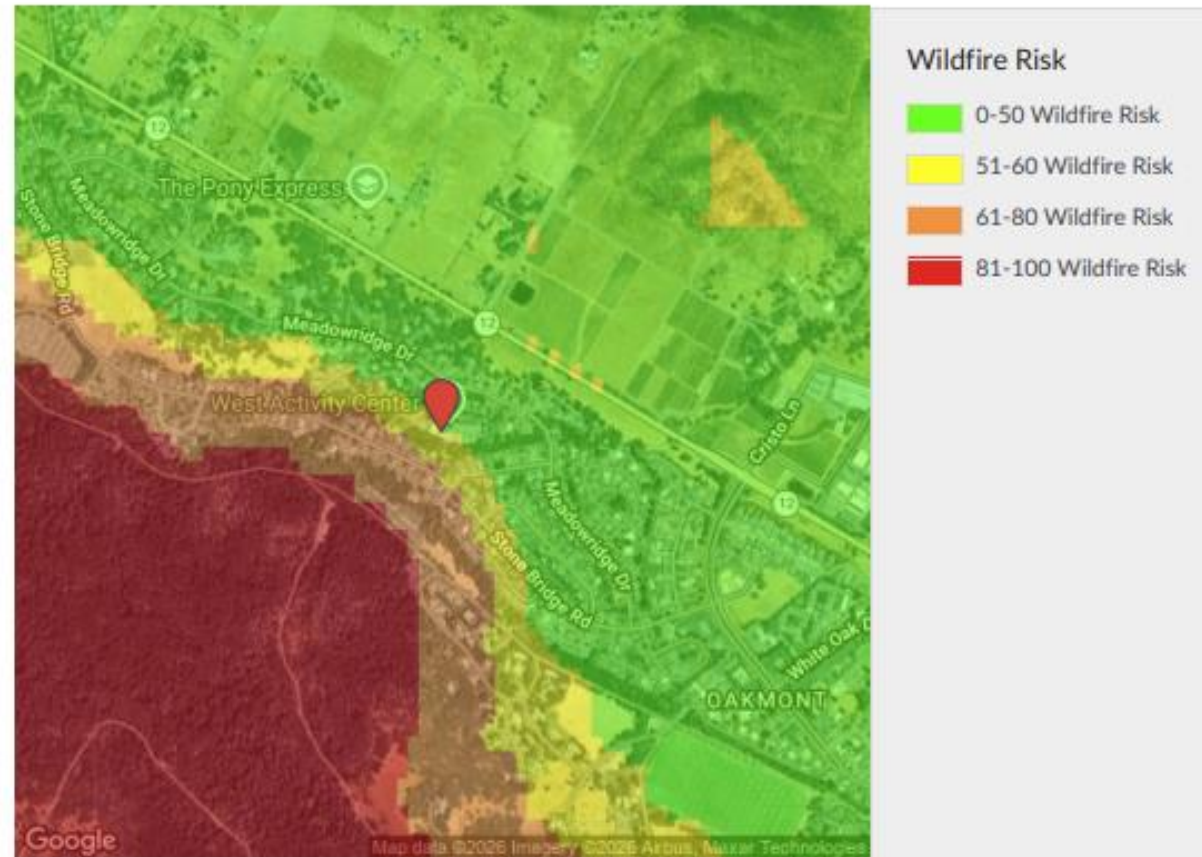 Wildfire Risk
0-50 Wildfire Risk
51-60 Wildfire Risk
61-80 Wildfire Risk
81-100 Wildfire Risk
12
The Pony Express
Stone Bridge Rd
Meadowridge Dr
12
Meadowridge Dr
West Activity Center
Cristo Ln
12
Meadowridge Dr
Stone Bridge Rd
White Oak
OAKMONT
Google
Map data ©2026 Imagery ©2026 Airbus, Maxar Technologies